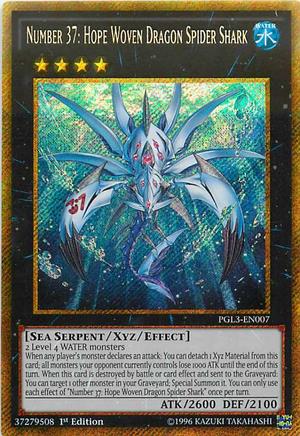 NUMBER 37: HOPE WOVEN DRAGON SPIDER SHARK
WATER
水
37
PGL3-EN007
[SEA SERPENT/XYZ/EFFECT]
2 Level 4 WATER monsters
When any player's monster declares an attack: You can detach 1 Xyz Material from this
card; all monsters your opponent currently controls lose 1000 ATK until the end of this
turn. When this card is destroyed by battle or card effect and sent to the Graveyard:
You can target 1 other monster in your Graveyard; Special Summon it. You can only use
each effect of "Number 37: Hope Woven Dragon Spider Shark" once per turn.
ATK/2600 DEF/2100
37279508 1st Edition ©1996 KAZUKI TAKAHASHI